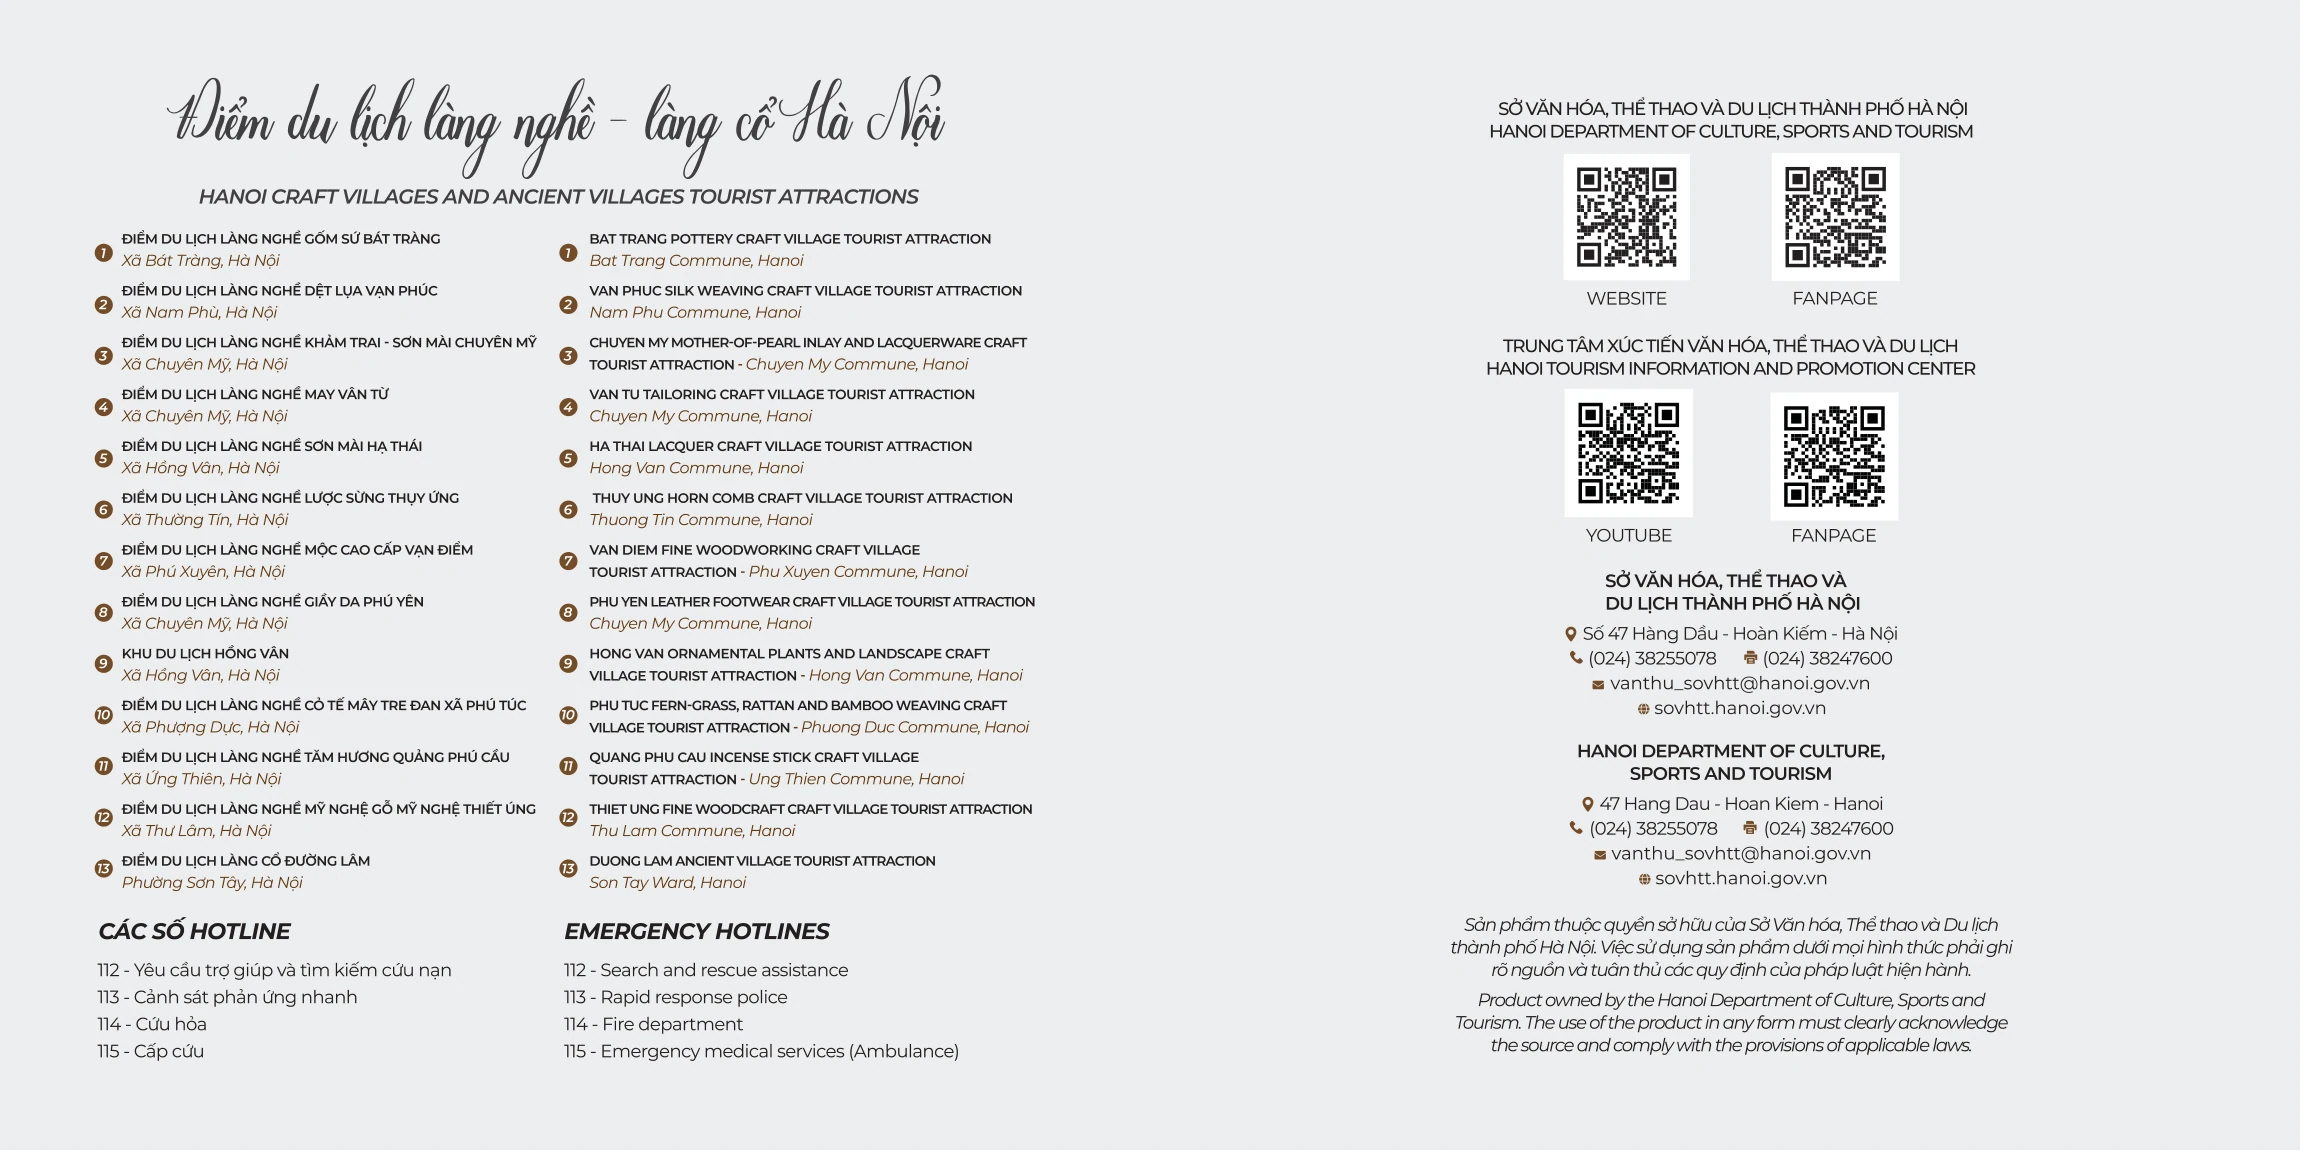 Điểm du lịch làng nghề - làng cổ Hà Nội
HANOI CRAFT VILLAGES AND ANCIENT VILLAGES TOURIST ATTRACTIONS
1 ĐIỂM DU LỊCH LÀNG NGHỀ GỐM SỨ BÁT TRÀNG
Xã Bát Tràng, Hà Nội
2 ĐIỂM DU LỊCH LÀNG NGHỀ DỆT LỤA VẠN PHÚC
Xã Nam Phù, Hà Nội
3 ĐIỂM DU LỊCH LÀNG NGHỀ KHẢM TRAI - SƠN MÀI CHUYÊN MỸ
Xã Chuyên Mỹ, Hà Nội
4 ĐIỂM DU LỊCH LÀNG NGHỀ MAY VÂN TỪ
Xã Chuyên Mỹ, Hà Nội
5 ĐIỂM DU LỊCH LÀNG NGHỀ SƠN MÀI HẠ THÁI
Xã Hồng Vân, Hà Nội
6 ĐIỂM DU LỊCH LÀNG NGHỀ LƯỢC SỪNG THỤY ỨNG
Xã Thường Tín, Hà Nội
7 ĐIỂM DU LỊCH LÀNG NGHỀ MỘC CAO CẤP VẠN ĐIỂM
Xã Phú Xuyên, Hà Nội
8 ĐIỂM DU LỊCH LÀNG NGHỀ GIẦY DA PHÚ YÊN
Xã Chuyên Mỹ, Hà Nội
9 KHU DU LỊCH HỒNG VÂN
Xã Hồng Vân, Hà Nội
10 ĐIỂM DU LỊCH LÀNG NGHỀ CỎ TẾ MÂY TRE ĐAN XÃ PHÚ TÚC
Xã Phượng Dực, Hà Nội
11 ĐIỂM DU LỊCH LÀNG NGHỀ TĂM HƯƠNG QUẢNG PHÚ CẦU
Xã Ứng Thiên, Hà Nội
12 ĐIỂM DU LỊCH LÀNG NGHỀ MỸ NGHỆ GỖ MỸ NGHỆ THIẾT ÚNG
Xã Thư Lâm, Hà Nội
13 ĐIỂM DU LỊCH LÀNG CỔ ĐƯỜNG LÂM
Phường Sơn Tây, Hà Nội
1 BAT TRANG POTTERY CRAFT VILLAGE TOURIST ATTRACTION
Bat Trang Commune, Hanoi
2 VAN PHUC SILK WEAVING CRAFT VILLAGE TOURIST ATTRACTION
Nam Phu Commune, Hanoi
3 CHUYEN MY MOTHER-OF-PEARL INLAY AND LACQUERWARE CRAFT
TOURIST ATTRACTION - Chuyen My Commune, Hanoi
4 VAN TU TAILORING CRAFT VILLAGE TOURIST ATTRACTION
Chuyen My Commune, Hanoi
5 HA THAI LACQUER CRAFT VILLAGE TOURIST ATTRACTION
Hong Van Commune, Hanoi
6 THUY UNG HORN COMB CRAFT VILLAGE TOURIST ATTRACTION
Thuong Tin Commune, Hanoi
7 VAN DIEM FINE WOODWORKING CRAFT VILLAGE
TOURIST ATTRACTION - Phu Xuyen Commune, Hanoi
8 PHU YEN LEATHER FOOTWEAR CRAFT VILLAGE TOURIST ATTRACTION
Chuyen My Commune, Hanoi
9 HONG VAN ORNAMENTAL PLANTS AND LANDSCAPE CRAFT
VILLAGE TOURIST ATTRACTION - Hong Van Commune, Hanoi
10 PHU TUC FERN-GRASS, RATTAN AND BAMBOO WEAVING CRAFT
VILLAGE TOURIST ATTRACTION - Phuong Duc Commune, Hanoi
11 QUANG PHU CAU INCENSE STICK CRAFT VILLAGE
TOURIST ATTRACTION - Ung Thien Commune, Hanoi
12 THIET UNG FINE WOODCRAFT CRAFT VILLAGE TOURIST ATTRACTION
Thu Lam Commune, Hanoi
13 DUONG LAM ANCIENT VILLAGE TOURIST ATTRACTION
Son Tay Ward, Hanoi
CÁC SỐ HOTLINE
112 - Yêu cầu trợ giúp và tìm kiếm cứu nạn
113 - Cảnh sát phản ứng nhanh
114 - Cứu hỏa
115 - Cấp cứu
EMERGENCY HOTLINES
112 - Search and rescue assistance
113 - Rapid response police
114 - Fire department
115 - Emergency medical services (Ambulance)
SỞ VĂN HÓA, THỂ THAO VÀ DU LỊCH THÀNH PHỐ HÀ NỘI
HANOI DEPARTMENT OF CULTURE, SPORTS AND TOURISM
WEBSITE FANPAGE
TRUNG TÂM XÚC TIẾN VĂN HÓA, THỂ THAO VÀ DU LỊCH
HANOI TOURISM INFORMATION AND PROMOTION CENTER
YOUTUBE FANPAGE
SỞ VĂN HÓA, THỂ THAO VÀ
DU LỊCH THÀNH PHỐ HÀ NỘI
Số 47 Hàng Dầu - Hoàn Kiếm - Hà Nội
(024) 38255078 (024) 38247600
vanthu_sovhtt@hanoi.gov.vn
sovhtt.hanoi.gov.vn
HANOI DEPARTMENT OF CULTURE,
SPORTS AND TOURISM
47 Hang Dau - Hoan Kiem - Hanoi
(024) 38255078 (024) 38247600
vanthu_sovhtt@hanoi.gov.vn
sovhtt.hanoi.gov.vn
Sản phẩm thuộc quyền sở hữu của Sở Văn hóa, Thể thao và Du lịch
thành phố Hà Nội. Việc sử dụng sản phẩm dưới mọi hình thức phải ghi
rõ nguồn và tuân thủ các quy định của pháp luật hiện hành.
Product owned by the Hanoi Department of Culture, Sports and
Tourism. The use of the product in any form must clearly acknowledge
the source and comply with the provisions of applicable laws.